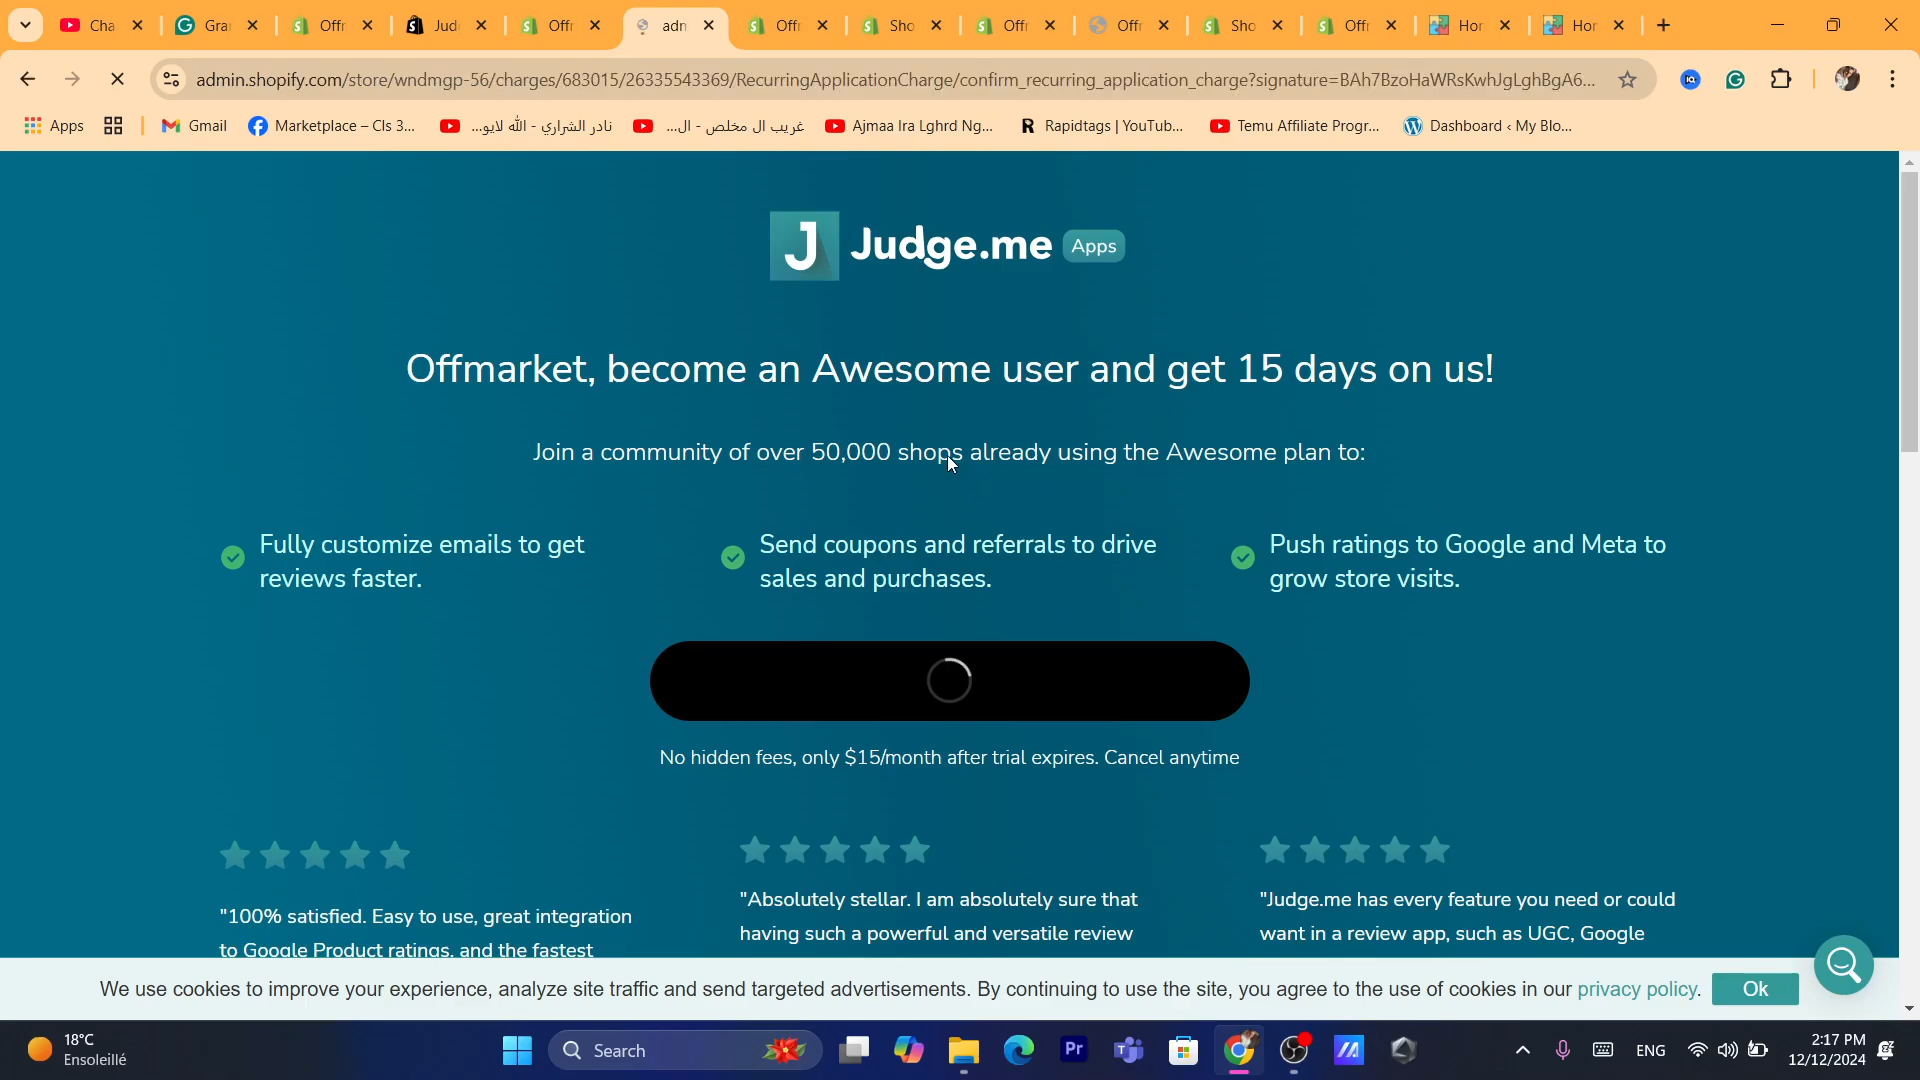 Cha
Gra
Offr
Jud
Offr
adn
Offr
Sho
Offr
Offr
Sho
Offr
Hor
Hor
admin.shopify.com/store/wndmgp-56/charges/683015/26335543369/RecurringApplicationCharge/confirm_recurring_application_charge?signature=BAh7BzoHaWRsKwhJgLghBgA6...
Apps
Gmail
Marketplace – Cls 3...
نادر الشراري - الله لايو...
غريب ال مخلص - ال...
Ajmaa Ira Lghrd Ng...
Rapidtags | YouTub...
Temu Affiliate Progr...
Dashboard ‹ My Blo...
J Judge.me Apps
Offmarket, become an Awesome user and get 15 days on us!
Join a community of over 50,000 shops already using the Awesome plan to:
Fully customize emails to get
reviews faster.
Send coupons and referrals to drive
sales and purchases.
Push ratings to Google and Meta to
grow store visits.
No hidden fees, only $15/month after trial expires. Cancel anytime
"100% satisfied. Easy to use, great integration
to Google Product ratings, and the fastest
"Absolutely stellar. I am absolutely sure that
having such a powerful and versatile review
"Judge.me has every feature you need or could
want in a review app, such as UGC, Google
We use cookies to improve your experience, analyze site traffic and send targeted advertisements. By continuing to use the site, you agree to the use of cookies in our privacy policy.
Ok
18°C
Ensoleillé
Search
Pr
ENG
2:17 PM
12/12/2024